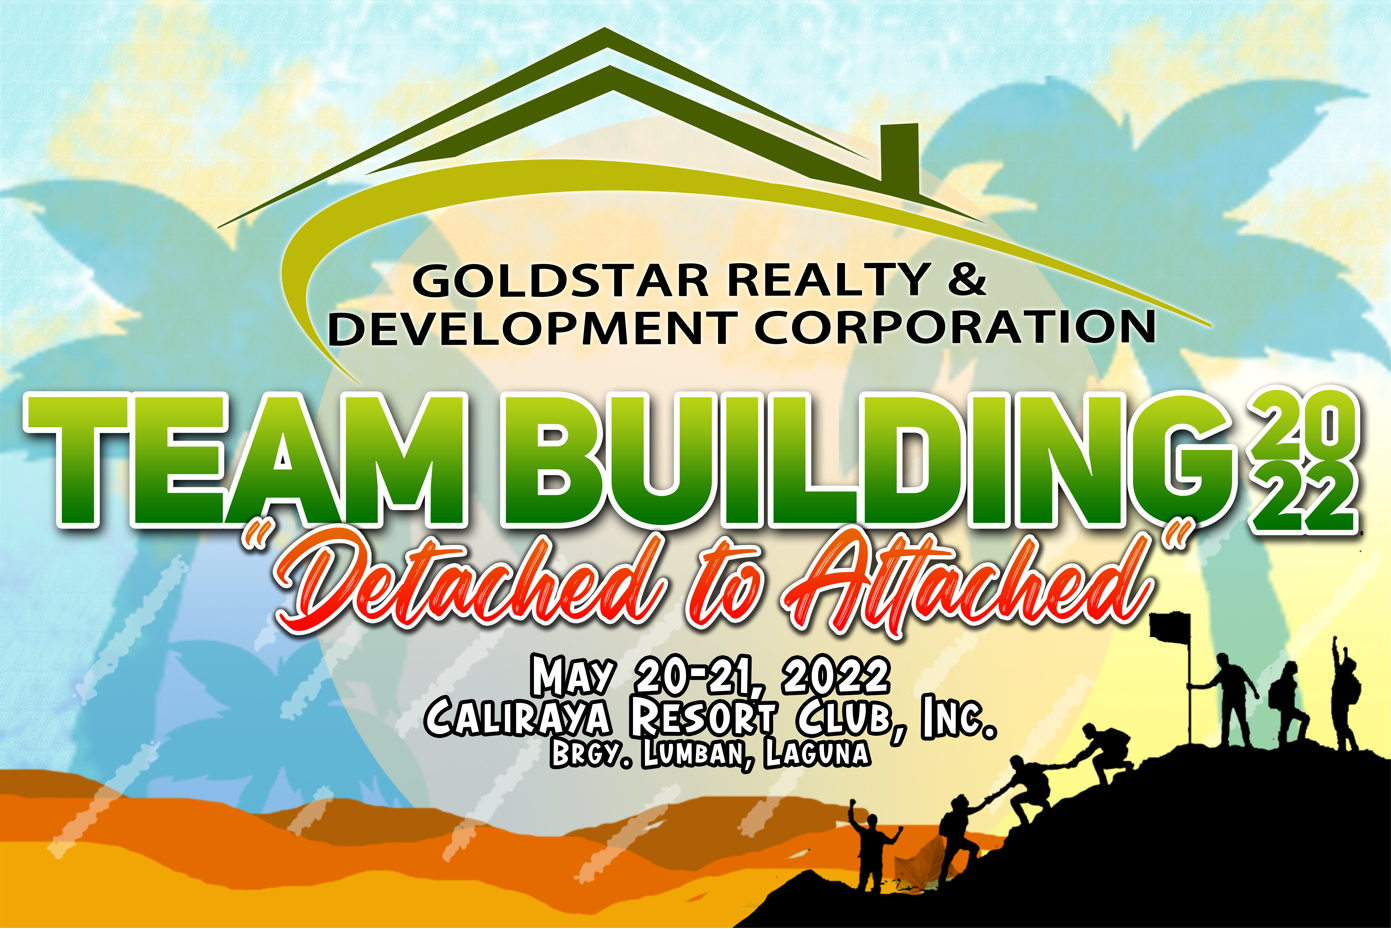 GOLDSTAR REALTY &
DEVELOPMENT CORPORATION
TEAM BUILDING 2022
“Detached to Attached“
May 20-21, 2022
Caliraya Resort Club, Inc.
Brgy. Lumban, Laguna